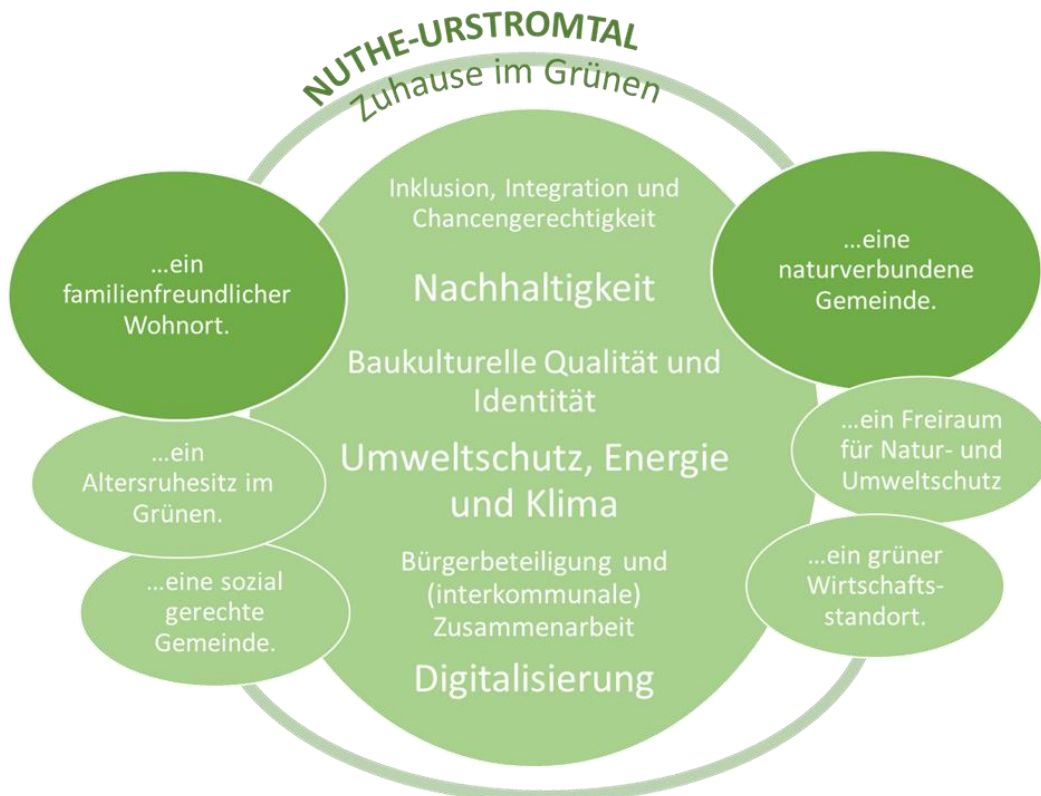 NUTHE-URSTROMTAL
Zuhause im Grünen
Inklusion, Integration und
Chancengerechtigkeit
Nachhaltigkeit
Baukulturelle Qualität und
Identität
Umweltschutz, Energie
und Klima
Bürgerbeteiligung und
(interkommunale)
Zusammenarbeit
Digitalisierung
...ein
familienfreundlicher
Wohnort.
...ein
Altersruhesitz im
Grünen.
...eine sozial
gerechte
Gemeinde.
...eine
naturverbundene
Gemeinde.
...ein Freiraum
für Natur- und
Umweltschutz
...ein grüner
Wirtschafts-
standort.